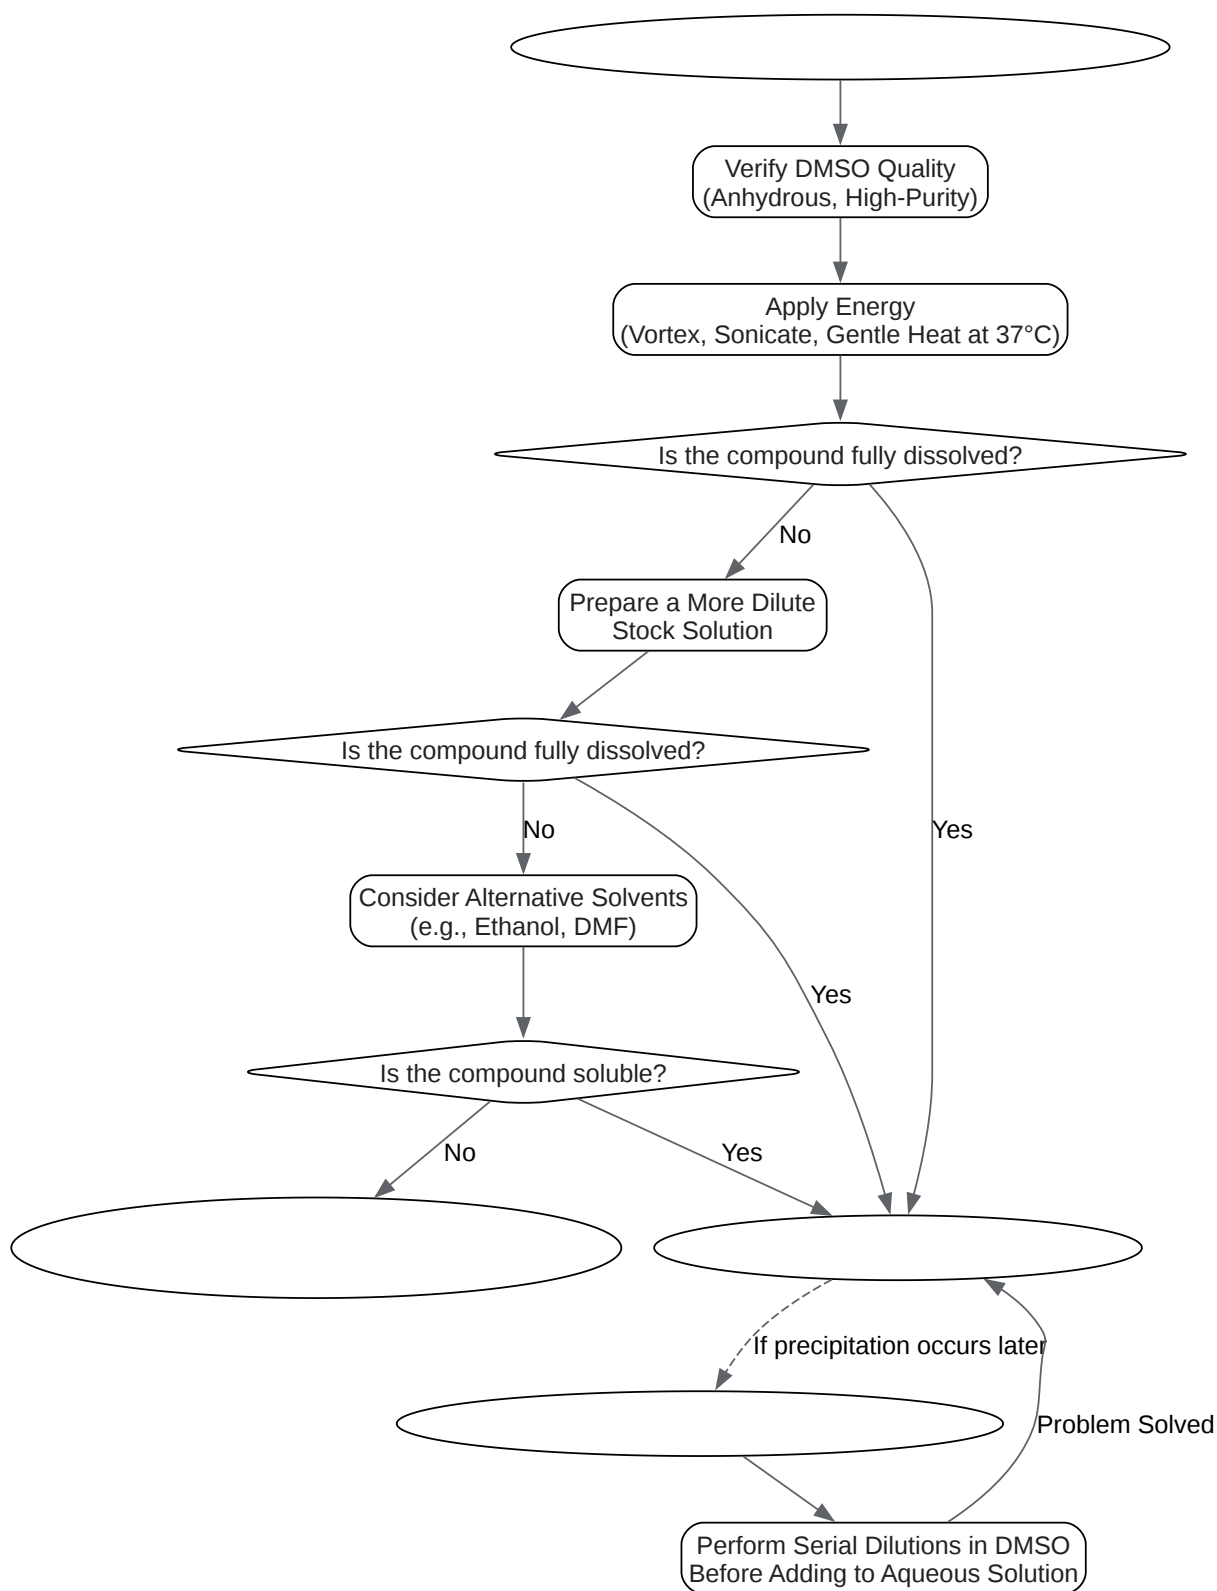 Verify DMSO Quality
(Anhydrous, High-Purity)
Apply Energy
(Vortex, Sonicate, Gentle Heat at 37°C)
Is the compound fully dissolved?
No
Prepare a More Dilute
Stock Solution
Is the compound fully dissolved?
No
Yes
Consider Alternative Solvents
(e.g., Ethanol, DMF)
Yes
Is the compound soluble?
No
Yes
If precipitation occurs later
Problem Solved
Perform Serial Dilutions in DMSO
Before Adding to Aqueous Solution